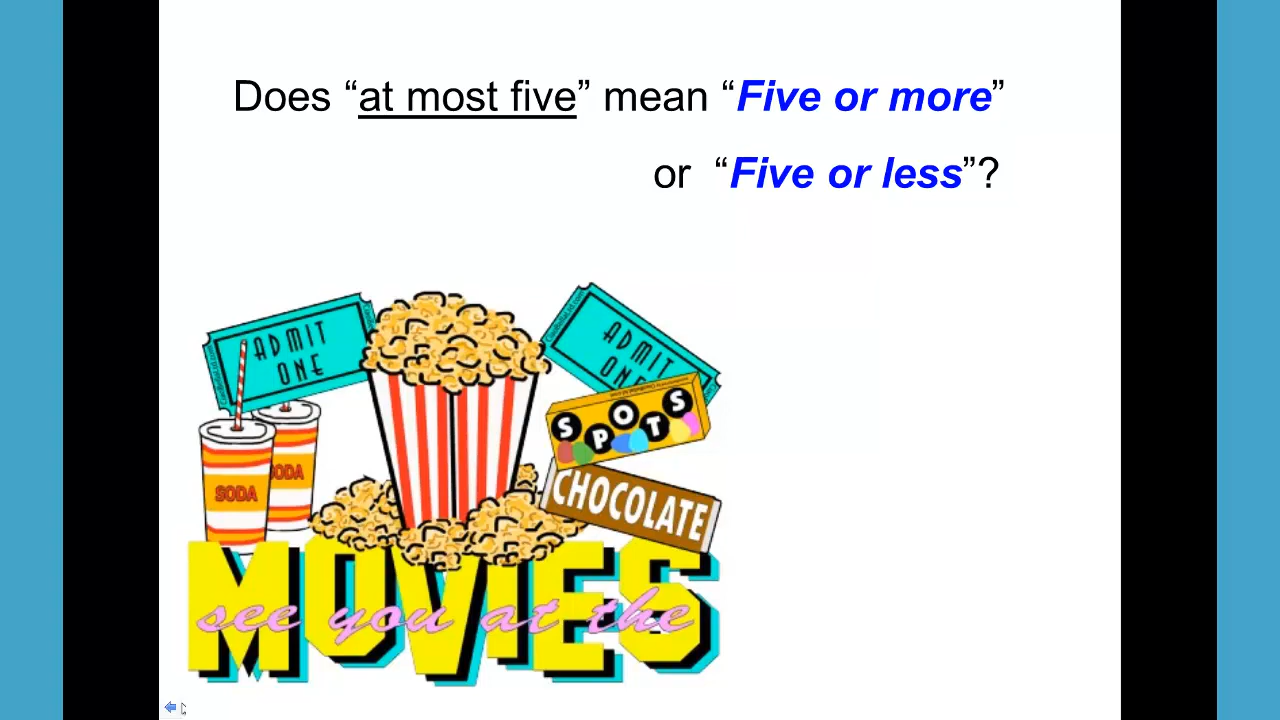 Does “at most five” mean “Five or more”
or “Five or less”?
ADMIT
ONE
ADMIT
ONE
SPOTS
CHOCOLATE
SODA
SODA
MOVIES
see you at the